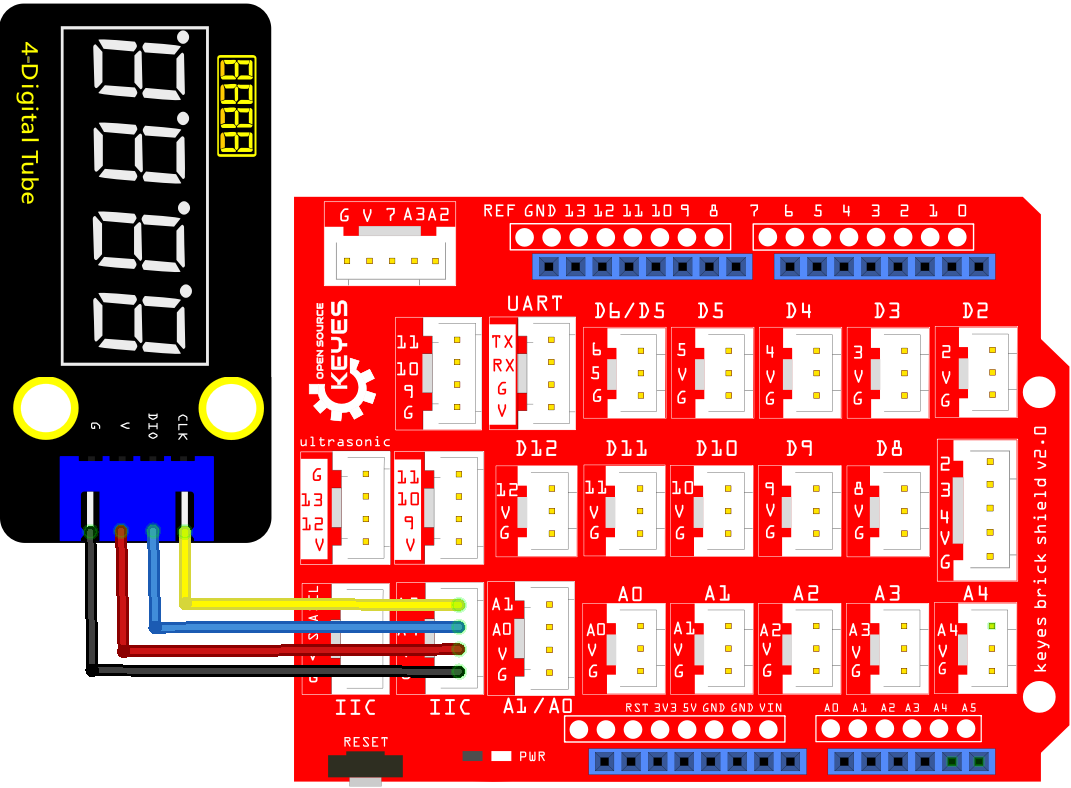 4-Digital Tube
G V DIO CLK
G V 7 A3 A2
REF GND 13 12 11 10 9 8
7 6 5 4 3 2 1 0
OPEN SOURCE
KEYES
11
10
9
G
UART
TX
RX
G
V
D6/D5
6
5
G
D5
5
V
G
D4
4
V
G
D3
3
V
G
D2
2
V
G
ultrasonic
G
13
12
V
11
10
9
V
D12
12
V
G
D11
11
V
G
D10
10
V
G
D9
9
V
G
D8
8
V
G
2
3
4
V
G
keyes brick shield v2.0
IIC
IIC
A1
A0
V
G
A1/A0
A0
A0
V
G
A1
A1
V
G
A2
A2
V
G
A3
A3
V
G
A4
A4
V
G
RST 3V3 5V GND GND VIN
A0 A1 A2 A3 A4 A5
RESET
PWR